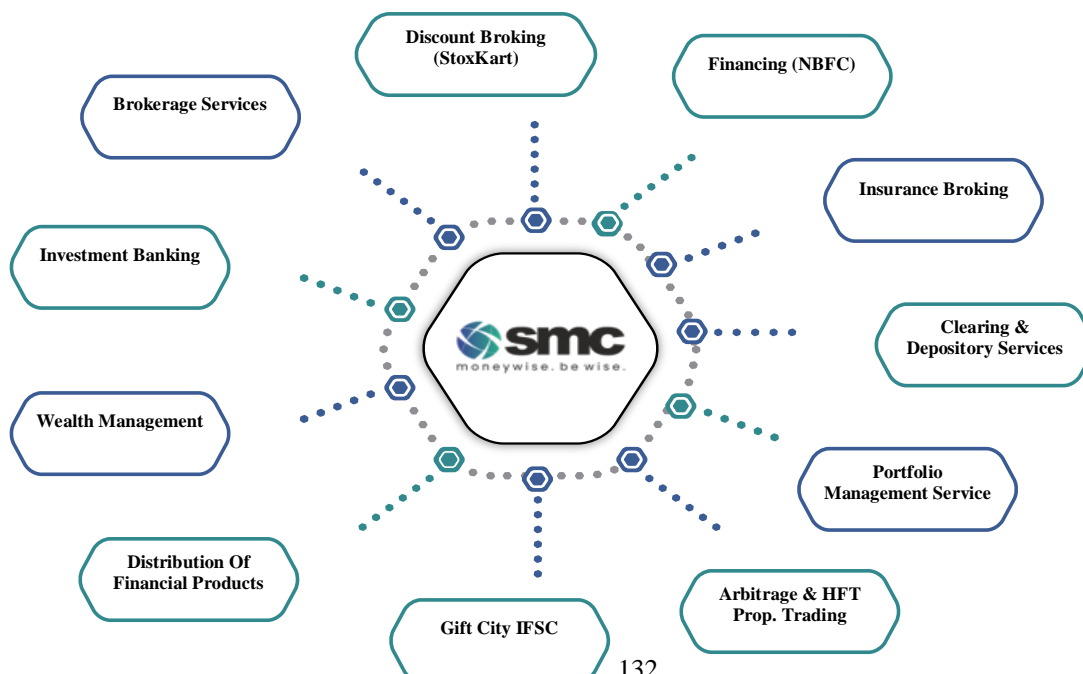 Discount Broking
(StoxKart)
Financing (NBFC)
Brokerage Services
Insurance Broking
Investment Banking
Clearing &
Depository Services
smc
moneywise. be wise.
Wealth Management
Portfolio
Management Service
Distribution Of
Financial Products
Arbitrage & HFT
Prop. Trading
Gift City IFSC
132